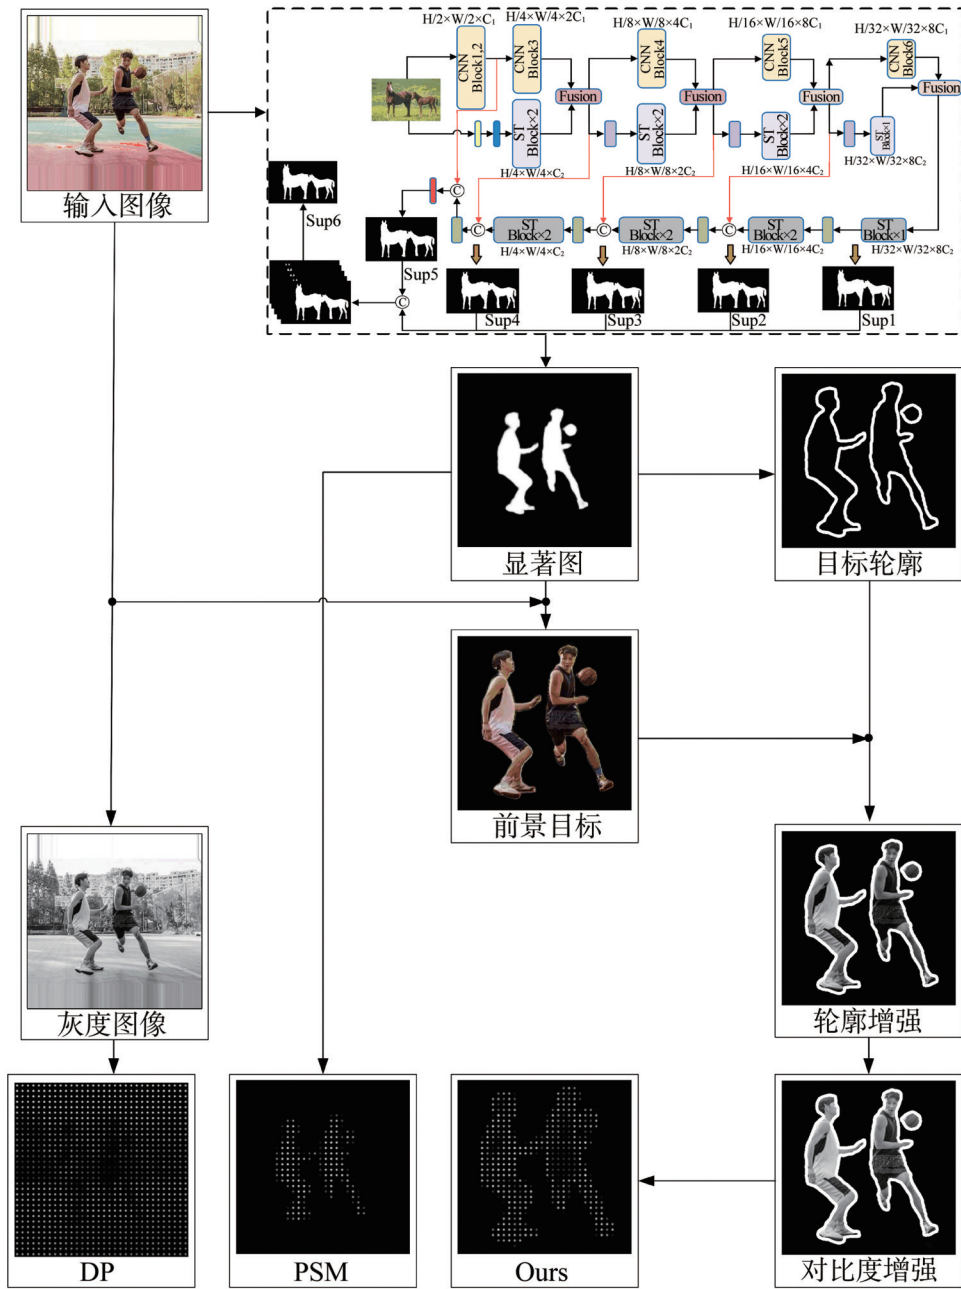 H/2×W/2×C₁
H/4×W/4×2C₁
H/8×W/8×4C₁
H/16×W/16×8C₁
H/32×W/32×8C₁
CNN
Block1,2
CNN
Block3
CNN
Block4
CNN
Block5
CNN
Block6
Fusion
Fusion
Fusion
Fusion
ST
Block×2
ST
Block×2
ST
Block×2
ST
Block×1
H/4×W/4×C₂
H/8×W/8×2C₂
H/16×W/16×4C₂
H/32×W/32×8C₂
输入图像
C
C
C
C
ST
Block×2
ST
Block×2
ST
Block×2
ST
Block×1
H/4×W/4×C₂
H/8×W/8×2C₂
H/16×W/16×4C₂
H/32×W/32×8C₂
Sup6
Sup5
C
Sup4
Sup3
Sup2
Sup1
显著图
目标轮廓
前景目标
灰度图像
轮廓增强
DP
PSM
Ours
对比度增强